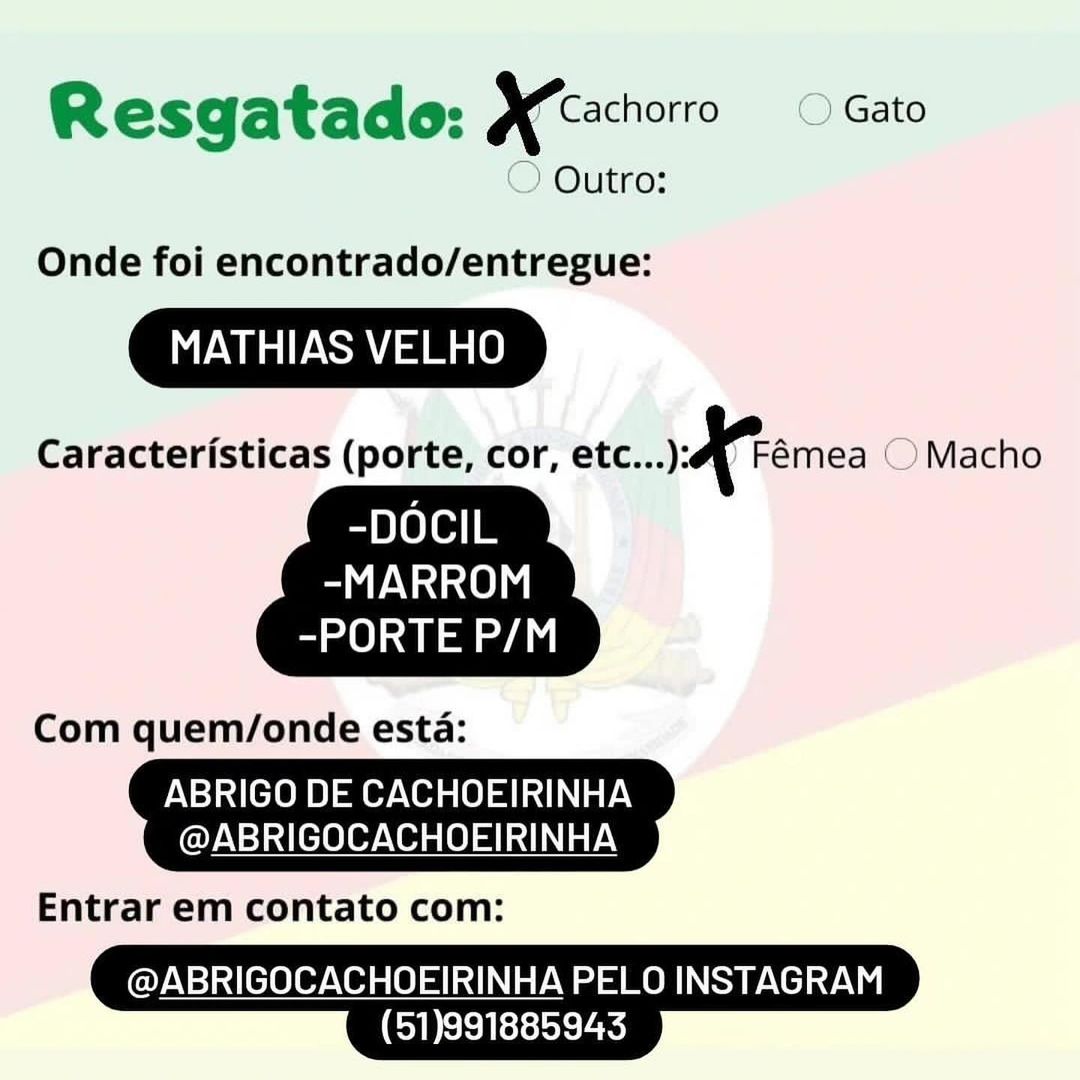 Resgatado: Cachorro Gato
Outro:
Onde foi encontrado/entregue:
MATHIAS VELHO
Características (porte, cor, etc...): Fêmea Macho
-DÓCIL
-MARROM
-PORTE P/M
Com quem/onde está:
ABRIGO DE CACHOEIRINHA
@ABRIGOCACHOEIRINHA
Entrar em contato com:
@ABRIGOCACHOEIRINHA PELO INSTAGRAM
(51)991885943